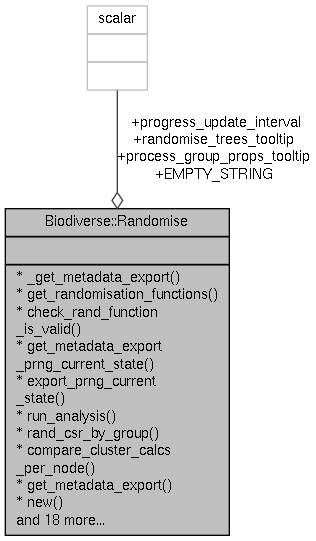 scalar
+progress_update_interval
+randomise_trees_tooltip
+process_group_props_tooltip
+EMPTY_STRING
Biodiverse::Randomise
* _get_metadata_export()
* get_randomisation_functions()
* check_rand_function
_is_valid()
* get_metadata_export
_prng_current_state()
* export_prng_current
_state()
* run_analysis()
* rand_csr_by_group()
* compare_cluster_calcs
_per_node()
* get_metadata_export()
* new()
and 18 more...